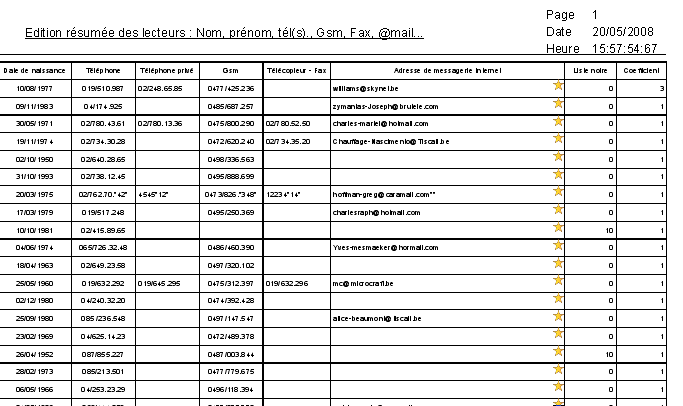 Page 1
Edition résumée des lecteurs : Nom, prénom, tél(s)., Gsm, Fax, @mail...
Date 20/05/2008
Heure 15:57:54:67
Date de naissance Téléphone Téléphone privé Gsm Télécopieur - Fax Adresse de messagerie internet Liste noire Coefficient
10/08/1977 019/510.987 02/248.65.85 0477/425.236 williams@skynet.be 0 3
09/11/1983 04/174.925 0485/687.257 zymanias-Joseph@brutele.com 0 1
30/05/1971 02/780.43.61 02/780.13.36 0475/800.290 02/780.52.50 charles-martel@hotmail.com 0 1
19/11/1974 02/734.30.28 0472/620.240 02/734.35.20 Chauffage-Nascimento@Tiscali.be 0 1
02/10/1950 02/640.28.65 0498/336.563 0 1
31/10/1993 02/738.12.45 0495/888.699 0 1
20/03/1975 02/762.70."42" 4545"12" 0473/826."348" 12234"14" hoffman-greg@caramail.com"" 0 1
17/03/1979 019/517.248 0495/250.369 charlesraph@hotmail.com 0 1
10/10/1981 02/415.89.65 10 1
04/06/1974 065/726.32.48 0486/460.390 Yves-mesmaeker@hormail.com 0 1
18/04/1963 02/649.23.58 0497/320.102 0 1
25/05/1960 019/632.292 019/645.295 0475/312.397 019/632.296 mc@microcraft.be 0 1
02/12/1980 04/240.32.20 0474/392.428 0 1
25/09/1980 085/236.548 0497/147.547 alice-beaumont@tiscali.be 0 1
23/02/1969 04/625.14.23 0472/489.378 0 1
26/04/1952 087/855.227 0487/003.844 10 1
28/02/1973 085/213.501 0477/779.675 0 1
06/05/1966 04/253.23.29 0496/118.394 0 1